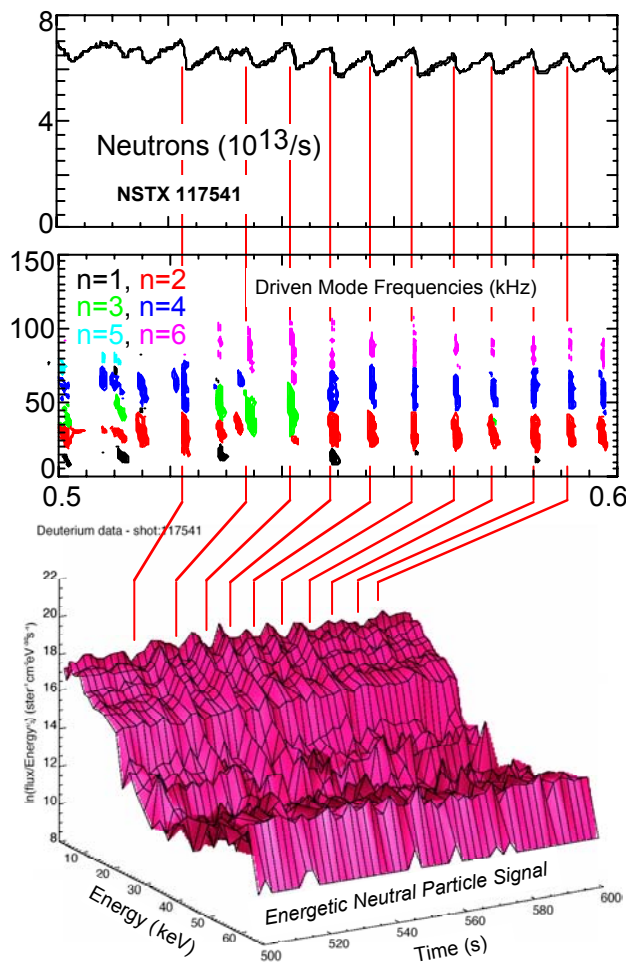 8
Neutrons (10¹³/s)
4
NSTX 117541
0
150
n=1, n=2
Driven Mode Frequencies (kHz)
n=3, n=4
n=5, n=6
100
50
0
0.5 0.6
Deuterium data - shot:117541
22
20
18
16
14
12
10
8
10
20
30
40
50
60
Energy (keV)
Energetic Neutral Particle Signal
500
520
540
560
580
600
Time (s)